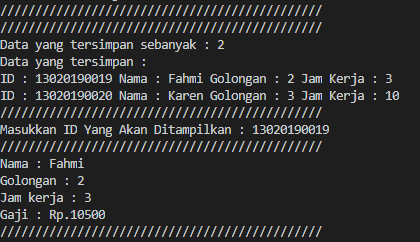 //////////////////////////////////////////////
//////////////////////////////////////////////
Data yang tersimpan sebanyak : 2
Data yang tersimpan :
ID : 13020190019 Nama : Fahmi Golongan : 2 Jam Kerja : 3
ID : 13020190020 Nama : Karen Golongan : 3 Jam Kerja : 10
//////////////////////////////////////////////
Masukkan ID Yang Akan Ditampilkan : 13020190019
//////////////////////////////////////////////
Nama : Fahmi
Golongan : 2
Jam kerja : 3
Gaji : Rp.10500
//////////////////////////////////////////////